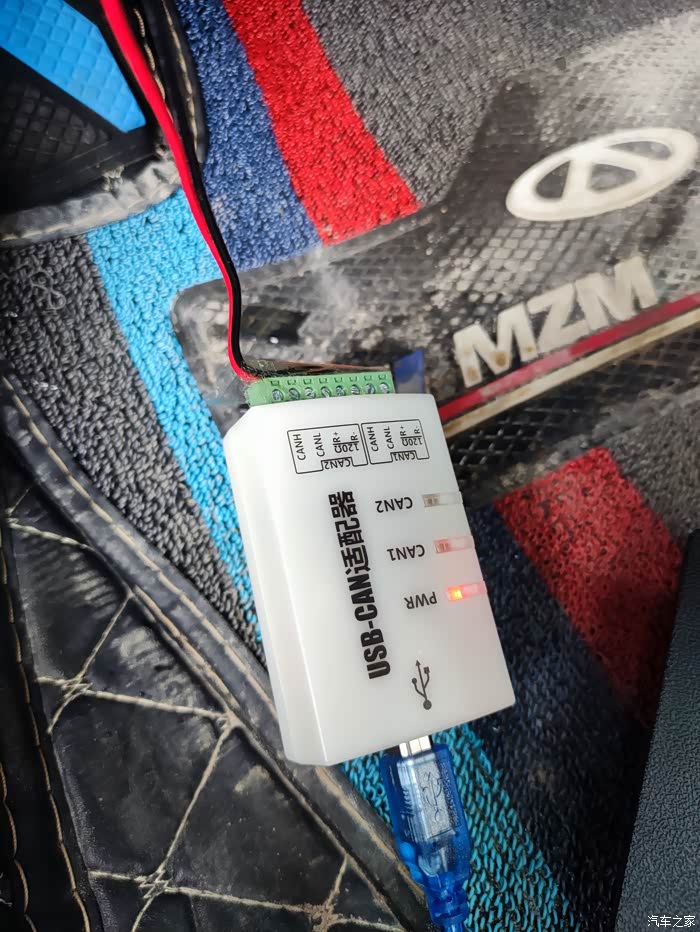 MZM
CANH
CANL
R-
R+
120Ω
CAN2
CANH
CANL
R-
R+
120Ω
CAN1
USB-CAN适配器
CAN2
CAN1
PWR
汽车之家